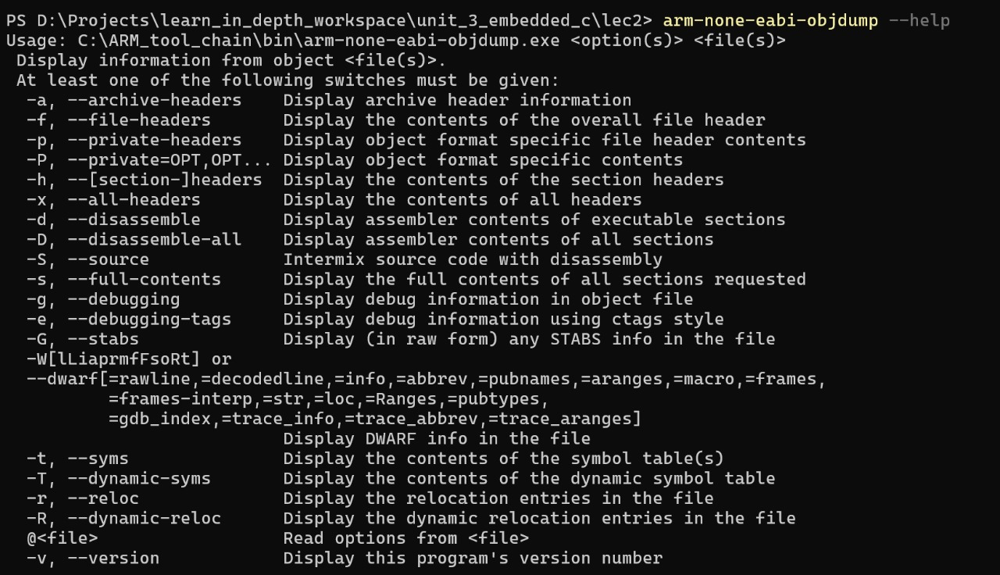 PS D:\Projects\learn_in_depth_workspace\unit_3_embedded_c\lec2> arm-none-eabi-objdump --help
Usage: C:\ARM_tool_chain\bin\arm-none-eabi-objdump.exe <option(s)> <file(s)>
 Display information from object <file(s)>.
 At least one of the following switches must be given:
  -a, --archive-headers    Display archive header information
  -f, --file-headers       Display the contents of the overall file header
  -p, --private-headers    Display object format specific file header contents
  -P, --private=OPT,OPT... Display object format specific contents
  -h, --[section-]headers  Display the contents of the section headers
  -x, --all-headers        Display the contents of all headers
  -d, --disassemble        Display assembler contents of executable sections
  -D, --disassemble-all    Display assembler contents of all sections
  -S, --source             Intermix source code with disassembly
  -s, --full-contents      Display the full contents of all sections requested
  -g, --debugging          Display debug information in object file
  -e, --debugging-tags     Display debug information using ctags style
  -G, --stabs              Display (in raw form) any STABS info in the file
  -W[lLiaprmfFsoRt] or
  --dwarf[=rawline,=decodedline,=info,=abbrev,=pubnames,=aranges,=macro,=frames,
          =frames-interp,=str,=loc,=Ranges,=pubtypes,
          =gdb_index,=trace_info,=trace_abbrev,=trace_aranges]
                           Display DWARF info in the file
  -t, --syms               Display the contents of the symbol table(s)
  -T, --dynamic-syms       Display the contents of the dynamic symbol table
  -r, --reloc              Display the relocation entries in the file
  -R, --dynamic-reloc      Display the dynamic relocation entries in the file
  @<file>                  Read options from <file>
  -v, --version            Display this program's version number